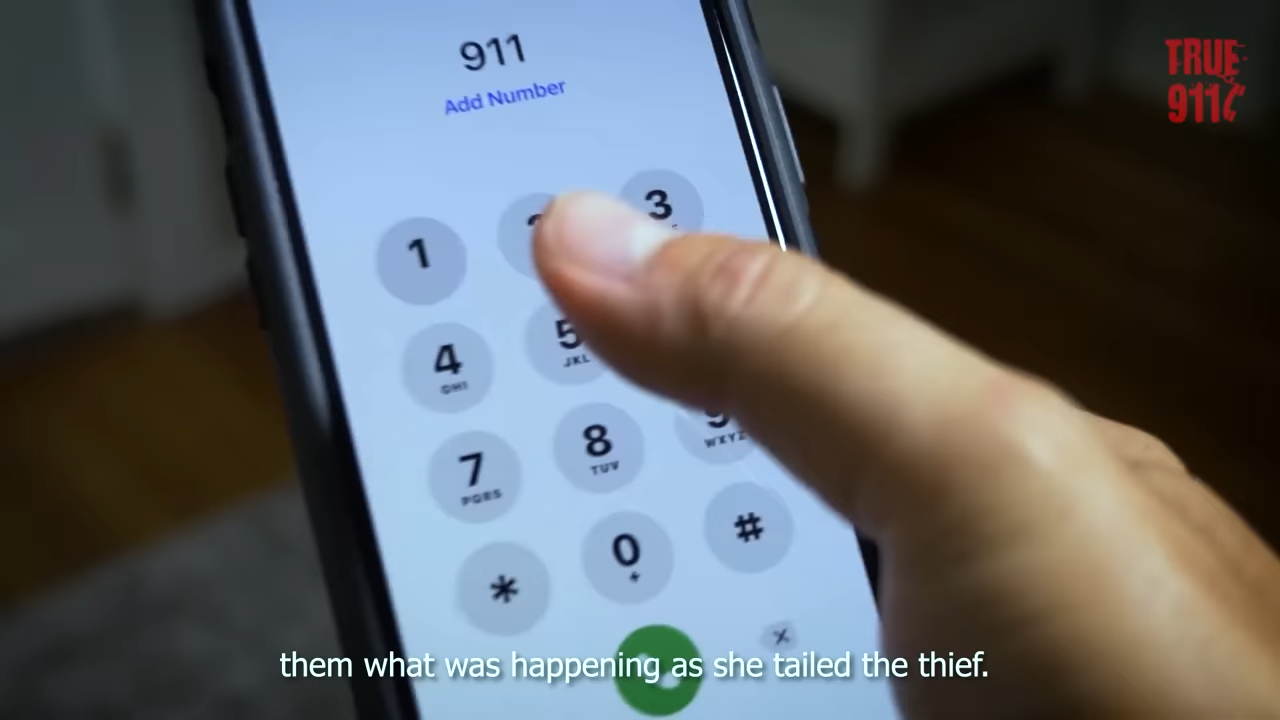 911
Add Number
TRUE
911
1
3
4
GHI
5
JKL
7
PQRS
8
TUV
9
WXYZ
*
0
+
#
them what was happening as she tailed the thief.